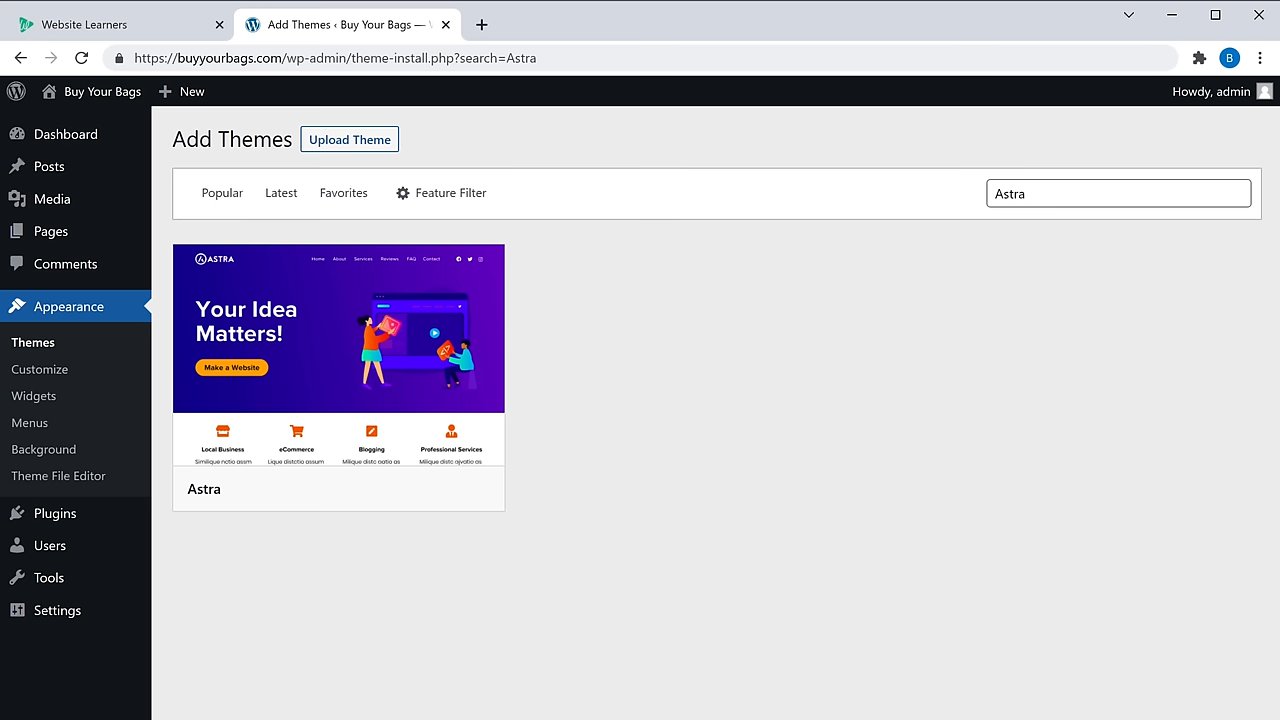 Website Learners
Add Themes ‹ Buy Your Bags —
https://buyyourbags.com/wp-admin/theme-install.php?search=Astra
B
Buy Your Bags
New
Howdy, admin
Dashboard
Posts
Media
Pages
Comments
Appearance
Themes
Customize
Widgets
Menus
Background
Theme File Editor
Plugins
Users
Tools
Settings
Add Themes Upload Theme
Popular Latest Favorites Feature Filter Astra
ASTRA Home About Services Reviews FAQ Contact
Your Idea
Matters!
Make a Website
Local Business eCommerce Blogging Professional Services
Astra